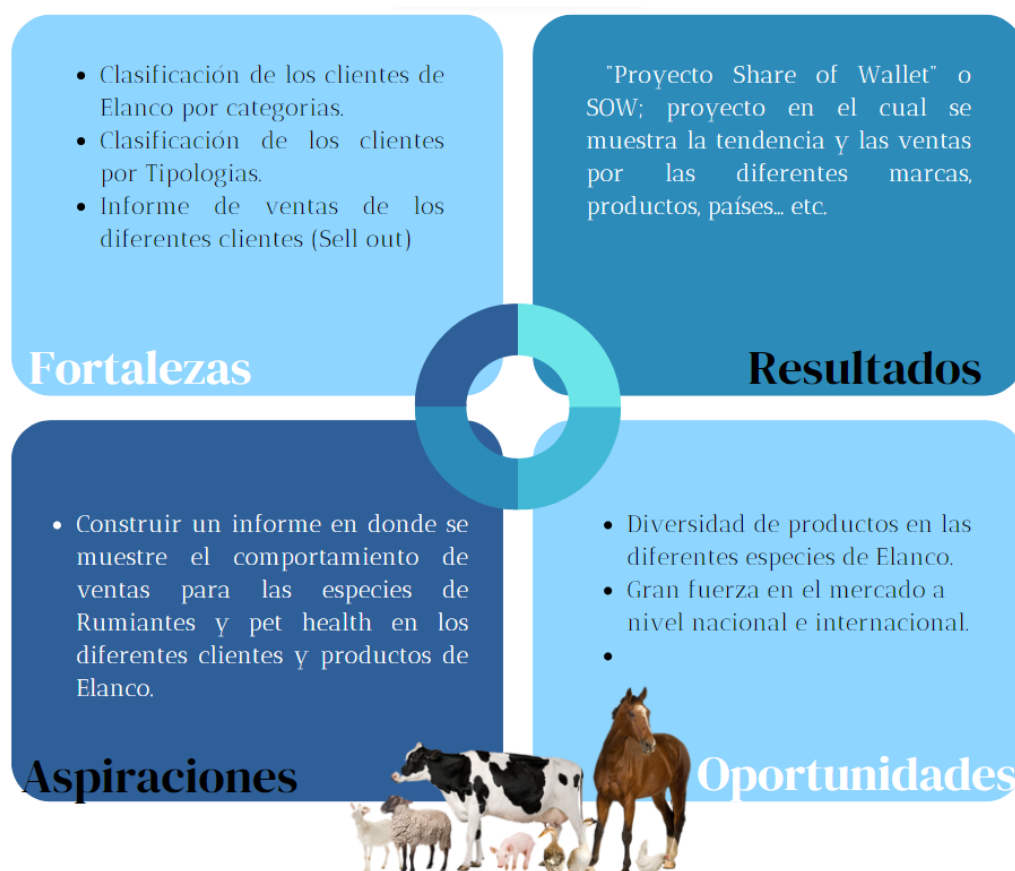 • Clasificación de los clientes de
Elanco por categorias.
• Clasificación de los clientes
por Tipologias.
• Informe de ventas de los
diferentes clientes (Sell out)
Fortalezas
"Proyecto Share of Wallet" o
SOW; proyecto en el cual se
muestra la tendencia y las ventas
por las diferentes marcas,
productos, países... etc.
Resultados
• Construir un informe en donde se
muestre el comportamiento de
ventas para las especies de
Rumiantes y pet health en los
diferentes clientes y productos de
Elanco.
Aspiraciones
• Diversidad de productos en las
diferentes especies de Elanco.
• Gran fuerza en el mercado a
nivel nacional e internacional.
•
Oportunidades